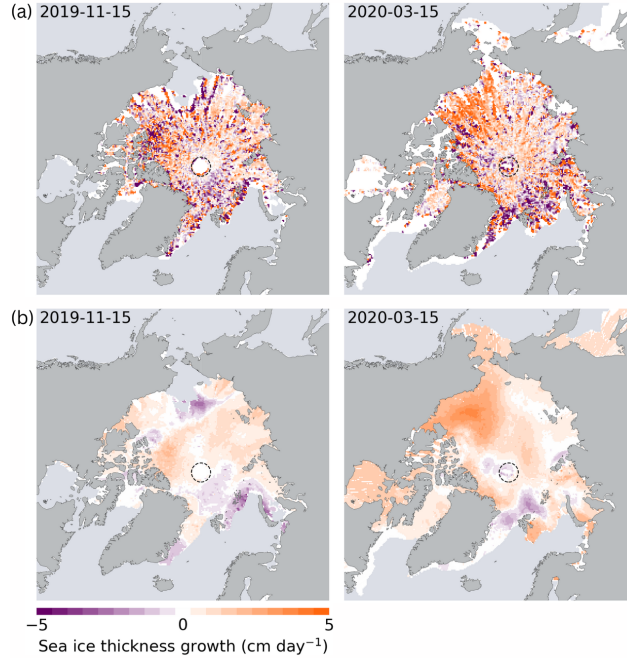 (a) 2019-11-15 2020-03-15
(b) 2019-11-15 2020-03-15
−5 0 5
Sea ice thickness growth (cm day⁻¹)